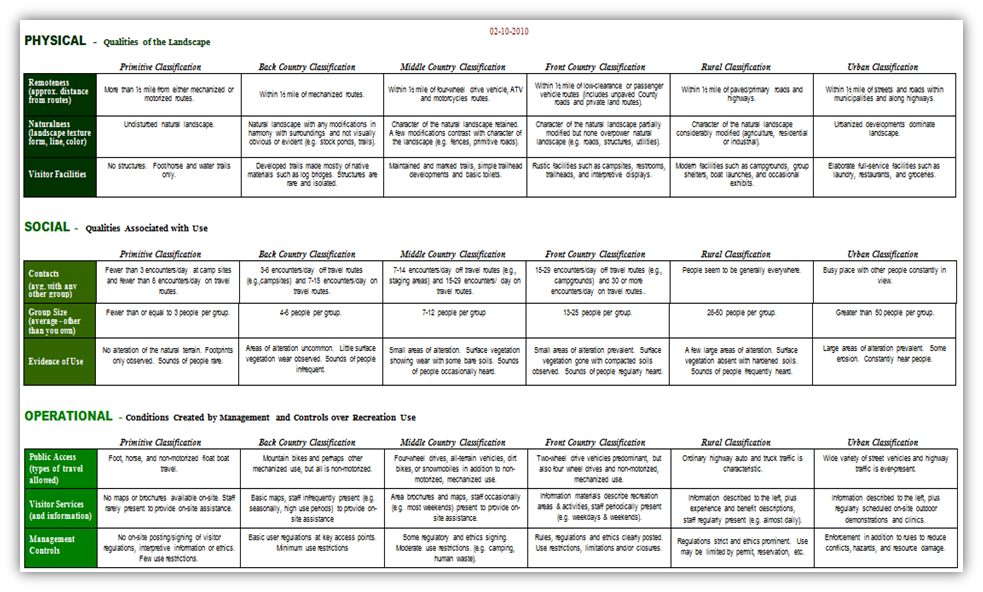 02-10-2010
PHYSICAL - Qualities of the Landscape
Primitive Classification Back Country Classification Middle Country Classification Front Country Classification Rural Classification Urban Classification
Remoteness
(approx. distance
from routes)
More than ½ mile from either mechanized or
motorized routes.
Within ½ mile of mechanized routes.
Within ½ mile of four-wheel drive vehicle, ATV
and motorcycles routes.
Within ½ mile of low-clearance or passenger
vehicle routes (includes unpaved County
roads and private land routes).
Within ½ mile of paved/primary roads and
highways.
Within ½ mile of streets and roads within
municipalities and along highways.
Naturalness
(landscape texture
form, line, color)
Undisturbed natural landscape.
Natural landscape with any modifications in
harmony with surroundings and not visually
obvious or evident (e.g. stock ponds, trails).
Character of the natural landscape retained.
A few modifications contrast with character of
the landscape (e.g. fences, primitive roads).
Character of the natural landscape partially
modified but none overpower natural
landscape (e.g. roads, structures, utilities).
Character of the natural landscape
considerably modified (agriculture, residential
or industrial).
Urbanized developments dominate
landscape.
Visitor Facilities
No structures. Foot/horse and water trails
only.
Developed trails made mostly of native
materials such as log bridges. Structures are
rare and isolated.
Maintained and marked trails, simple trailhead
developments and basic toilets.
Rustic facilities such as campsites, restrooms,
trailheads, and interpretive displays.
Modern facilities such as campgrounds, group
shelters, boat launches, and occasional
exhibits.
Elaborate full-service facilities such as
laundry, restaurants, and groceries.
SOCIAL - Qualities Associated with Use
Primitive Classification Back Country Classification Middle Country Classification Front Country Classification Rural Classification Urban Classification
Contacts
(avg. with any
other group)
Fewer than 3 encounters/day at camp sites
and fewer than 6 encounters/day on travel
routes.
3-6 encounters/day off travel routes
(e.g.,campsites) and 7-15 encounters/day on
travel routes.
7-14 encounters/day off travel routes (e.g.,
staging areas) and 15-29 encounters/ day on
travel routes.
15-29 encounters/day off travel routes (e.g.,
campgrounds) and 30 or more
encounters/day on travel routes..
People seem to be generally everywhere.
Busy place with other people constantly in
view.
Group Size
(average - other
than you own)
Fewer than or equal to 3 people per group.
4-6 people per group.
7-12 people per group.
13-25 people per group.
26-50 people per group.
Greater than 50 people per group.
Evidence of Use
No alteration of the natural terrain. Footprints
only observed. Sounds of people rare.
Areas of alteration uncommon. Little surface
vegetation wear observed. Sounds of people
infrequent.
Small areas of alteration. Surface vegetation
showing wear with some bare soils. Sounds
of people occasionally heard.
Small areas of alteration prevalent. Surface
vegetation gone with compacted soils
observed. Sounds of people regularly heard.
A few large areas of alteration. Surface
vegetation absent with hardened soils.
Sounds of people frequently heard.
Large areas of alteration prevalent. Some
erosion. Constantly hear people.
OPERATIONAL - Conditions Created by Management and Controls over Recreation Use
Primitive Classification Back Country Classification Middle Country Classification Front Country Classification Rural Classification Urban Classification
Public Access
(types of travel
allowed)
Foot, horse, and non-motorized float boat
travel.
Mountain bikes and perhaps other
mechanized use, but all is non-motorized.
Four-wheel drives, all-terrain vehicles, dirt
bikes, or snowmobiles in addition to non-
motorized, mechanized use.
Two-wheel drive vehicles predominant, but
also four wheel drives and non-motorized,
mechanized use.
Ordinary highway auto and truck traffic is
characteristic.
Wide variety of street vehicles and highway
traffic is ever-present.
Visitor Services
(and information)
No maps or brochures available on-site. Staff
rarely present to provide on-site assistance.
Basic maps, staff infrequently present (e.g.
seasonally, high use periods) to provide on-
site assistance
Area brochures and maps, staff occasionally
(e.g. most weekends) present to provide on-
site assistance.
Information materials describe recreation
areas & activities, staff periodically present
(e.g. weekdays & weekends).
Information described to the left, plus
experience and benefit descriptions,
staff regularly present (e.g. almost daily).
Information described to the left, plus
regularly scheduled on-site outdoor
demonstrations and clinics.
Management
Controls
No on-site posting/signing of visitor
regulations, interpretive information or ethics.
Few use restrictions.
Basic user regulations at key access points.
Minimum use restrictions
Some regulatory and ethics signing.
Moderate use restrictions. (e.g. camping,
human waste).
Rules, regulations and ethics clearly posted.
Use restrictions, limitations and/or closures.
Regulations strict and ethics prominent. Use
may be limited by permit, reservation, etc.
Enforcement in addition to rules to reduce
conflicts, hazards, and resource damage.